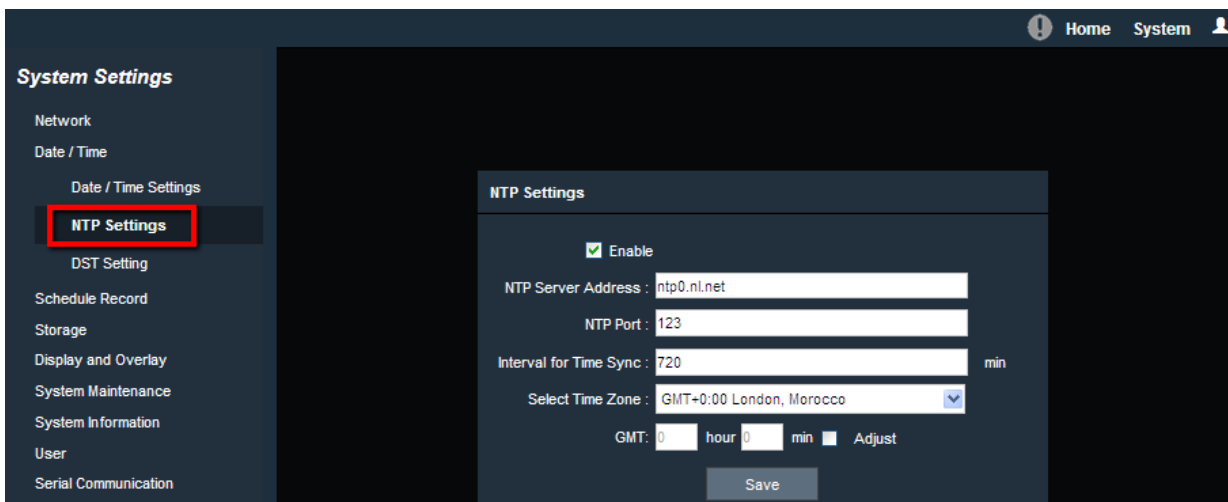 Home System
System Settings
Network
Date / Time
Date / Time Settings
NTP Settings
DST Setting
Schedule Record
Storage
Display and Overlay
System Maintenance
System Information
User
Serial Communication
NTP Settings
Enable
NTP Server Address : ntp0.nl.net
NTP Port : 123
Interval for Time Sync : 720 min
Select Time Zone : GMT+0:00 London, Morocco
GMT: 0 hour 0 min Adjust
Save